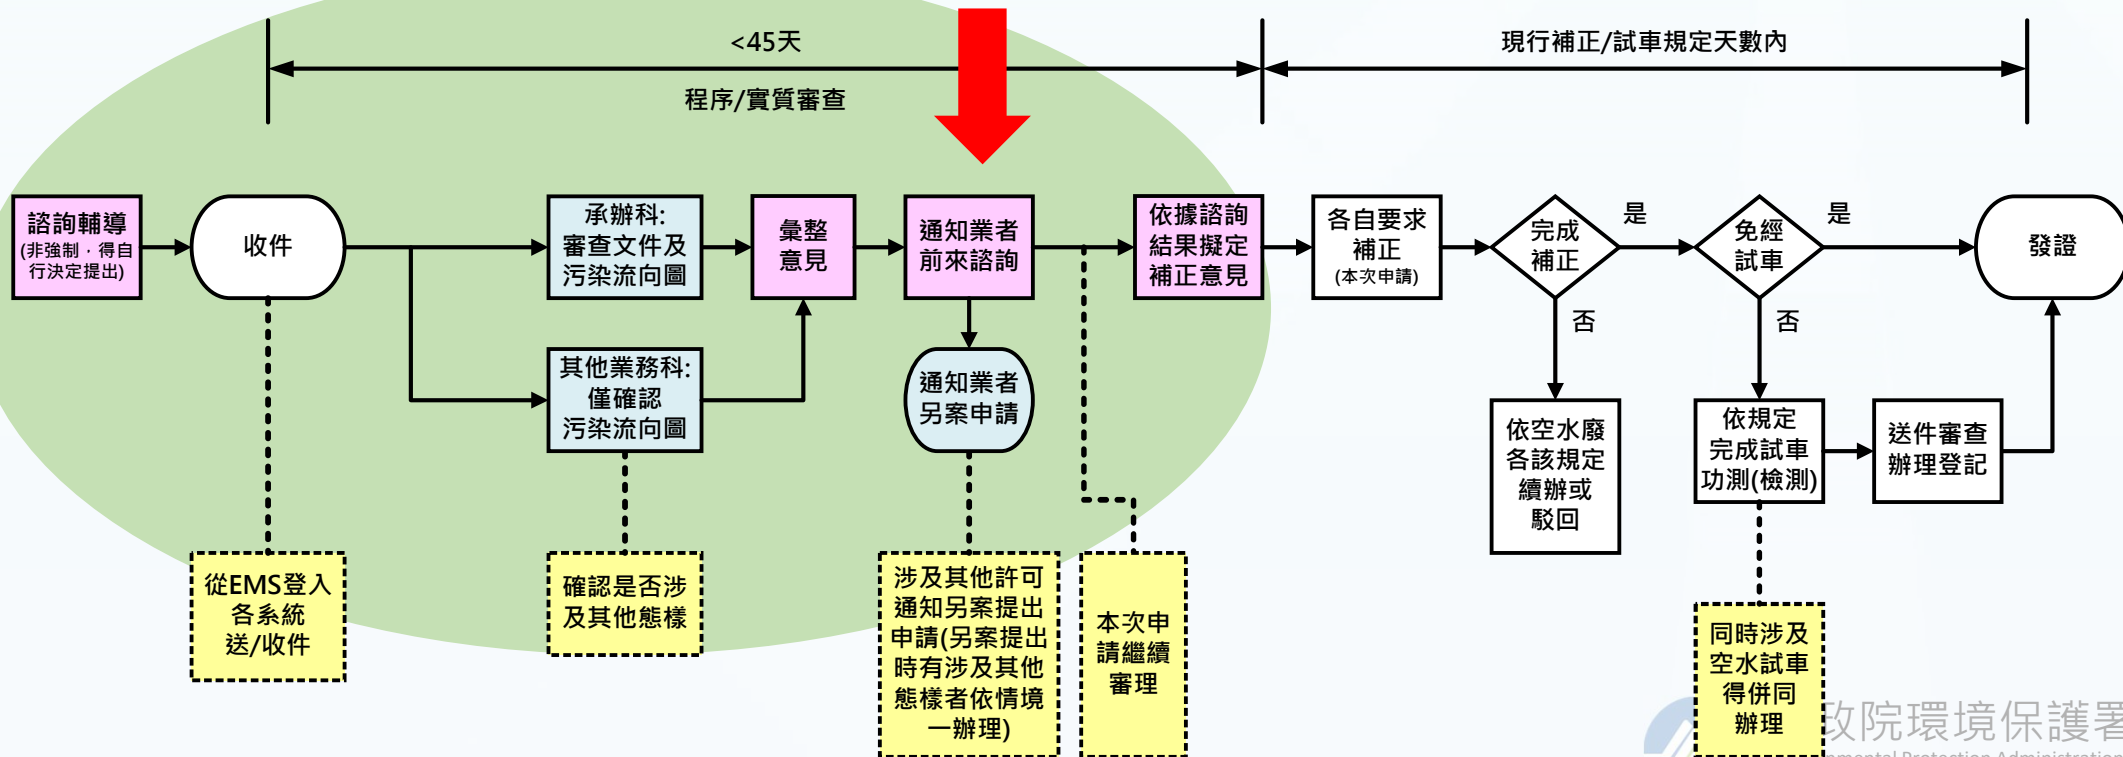 <45天
現行補正/試車規定天數內
程序/實質審查
諮詢輔導
(非強制，得自
行決定提出)
收件
承辦科:
審查文件及
污染流向圖
其他業務科:
僅確認
污染流向圖
彙整
意見
通知業者
前來諮詢
通知業者
另案申請
依據諮詢
結果擬定
補正意見
各自要求
補正
(本次申請)
完成
補正
是
否
免經
試車
是
否
發證
依空水廢
各該規定
續辦或
駁回
依規定
完成試車
功測(檢測)
送件審查
辦理登記
從EMS登入
各系統
送/收件
確認是否涉
及其他態樣
涉及其他許可
通知另案提出
申請(另案提出
時有涉及其他
態樣者依情境
一辦理)
本次申
請繼續
審理
同時涉及
空水試車
得併同
辦理
政院環境保護署
Protection Administration